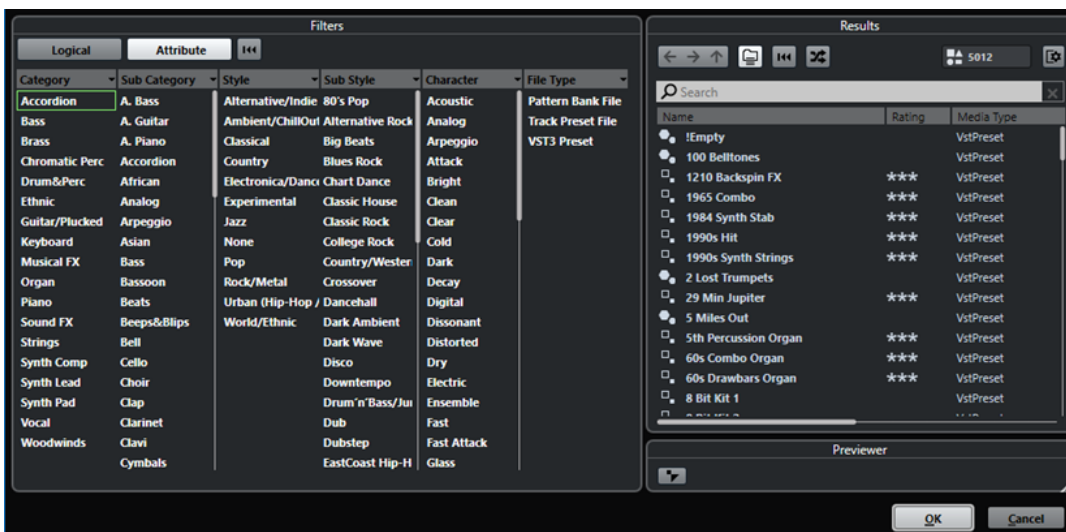 Filters
Logical Attribute
Category Sub Category Style Sub Style Character File Type
Accordion A. Bass Alternative/Indie 80's Pop Acoustic Pattern Bank File
Bass A. Guitar Ambient/ChillOut Alternative Rock Analog Track Preset File
Brass A. Piano Classical Big Beats Arpeggio VST3 Preset
Chromatic Perc Accordion Country Blues Rock Attack
Drum&Perc African Electronica/Danc Chart Dance Bright
Ethnic Analog Experimental Classic House Clean
Guitar/Plucked Arpeggio Jazz Classic Rock Clear
Keyboard Asian None College Rock Cold
Musical FX Bass Pop Country/Wester Dark
Organ Bassoon Rock/Metal Crossover Decay
Piano Beats Urban (Hip-Hop / Dancehall Digital
Sound FX Beeps&Blips World/Ethnic Dark Ambient Dissonant
Strings Bell Dark Wave Distorted
Synth Comp Cello Disco Dry
Synth Lead Choir Downtempo Electric
Synth Pad Clap Drum´n´Bass/Jun Ensemble
Vocal Clarinet Dub Fast
Woodwinds Clavi Dubstep Fast Attack
Cymbals EastCoast Hip-H Glass
Results
5012
Search
Name Rating Media Type
!Empty VstPreset
100 Belltones VstPreset
1210 Backspin FX *** VstPreset
1965 Combo *** VstPreset
1984 Synth Stab *** VstPreset
1990s Hit *** VstPreset
1990s Synth Strings *** VstPreset
2 Lost Trumpets VstPreset
29 Min Jupiter *** VstPreset
5 Miles Out VstPreset
5th Percussion Organ *** VstPreset
60s Combo Organ *** VstPreset
60s Drawbars Organ *** VstPreset
8 Bit Kit 1 VstPreset
Previewer
OK Cancel